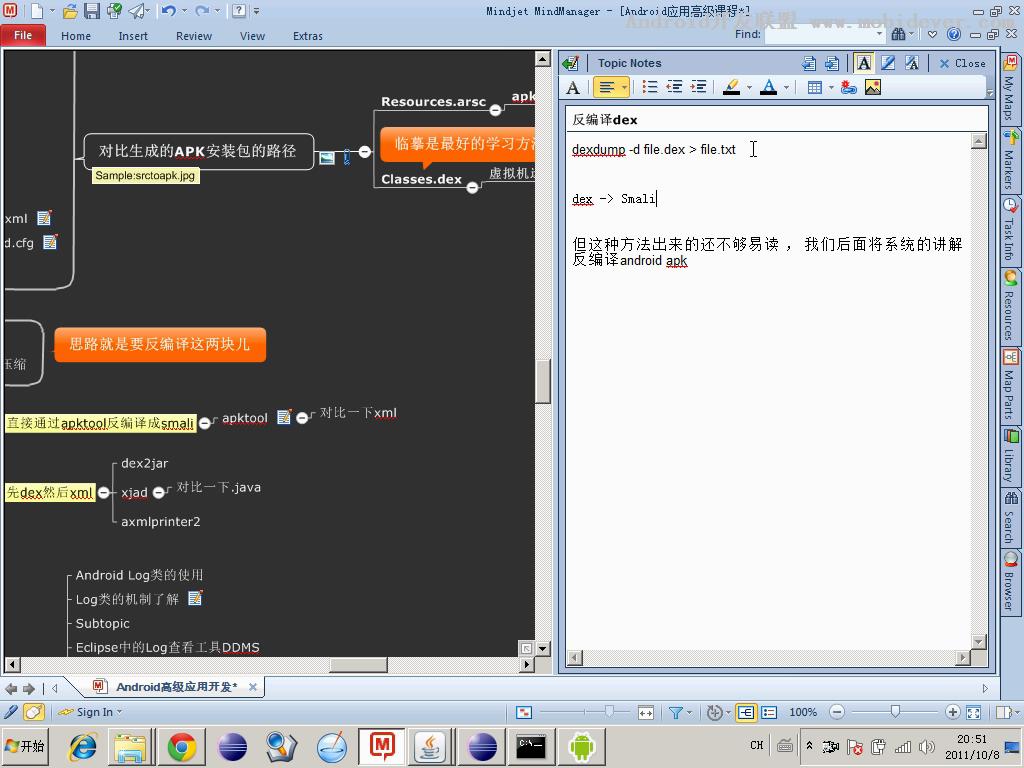 Mindjet MindManager - [Android应用高级课程*]
Android开发联盟 www.mobidever.com
File
Home
Insert
Review
View
Extras
Find:
Topic Notes
Close
反编译dex
dexdump -d file.dex > file.txt
dex -> Smali
但这种方法出来的还不够易读 ，我们后面将系统的讲解
反编译android apk
Resources.arsc
apk
临摹是最好的学习方法
对比生成的APK安装包的路径
Sample:srctoapk.jpg
Classes.dex
xml
d.cfg
思路就是要反编译这两块儿
压缩
直接通过apktool反编译成smali
apktool
对比一下xml
先dex然后xml
dex2jar
xjad
对比一下.java
axmlprinter2
Android Log类的使用
Log类的机制了解
Subtopic
Eclipse中的Log查看工具DDMS
My Maps
Markers
Task Info
Resources
Map Parts
Library
Search
Browser
Android高级应用开发*
Sign In
100%
开始
CH
20:51
2011/10/8